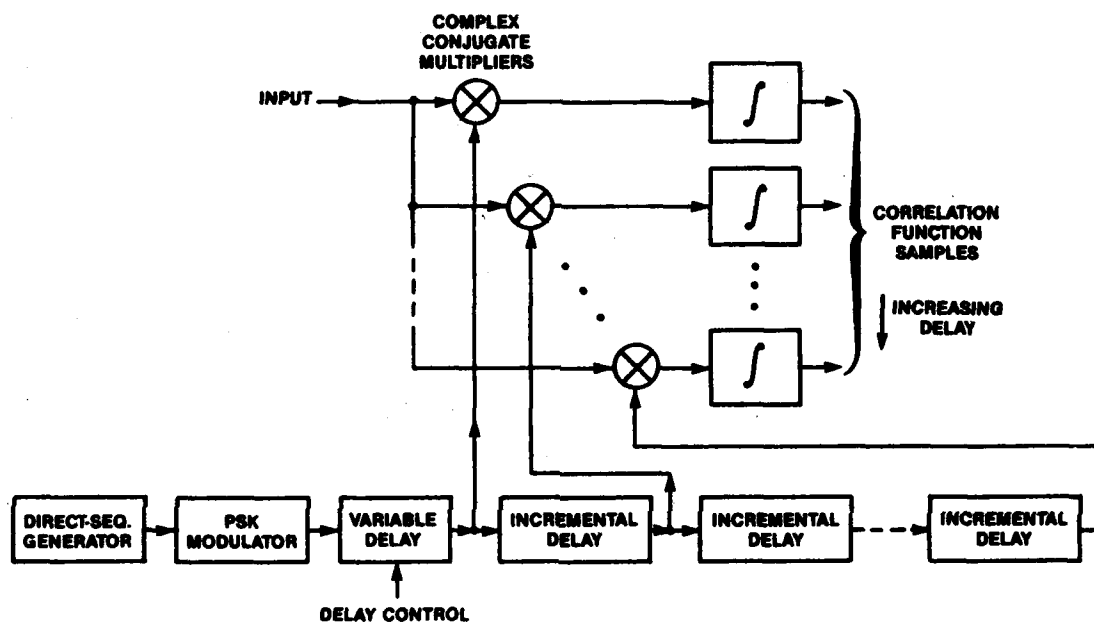 COMPLEX
CONJUGATE
MULTIPLIERS
INPUT
∫
∫
CORRELATION
FUNCTION
SAMPLES
INCREASING
DELAY
∫
DIRECT-SEQ.
GENERATOR
PSK
MODULATOR
VARIABLE
DELAY
INCREMENTAL
DELAY
INCREMENTAL
DELAY
INCREMENTAL
DELAY
DELAY CONTROL